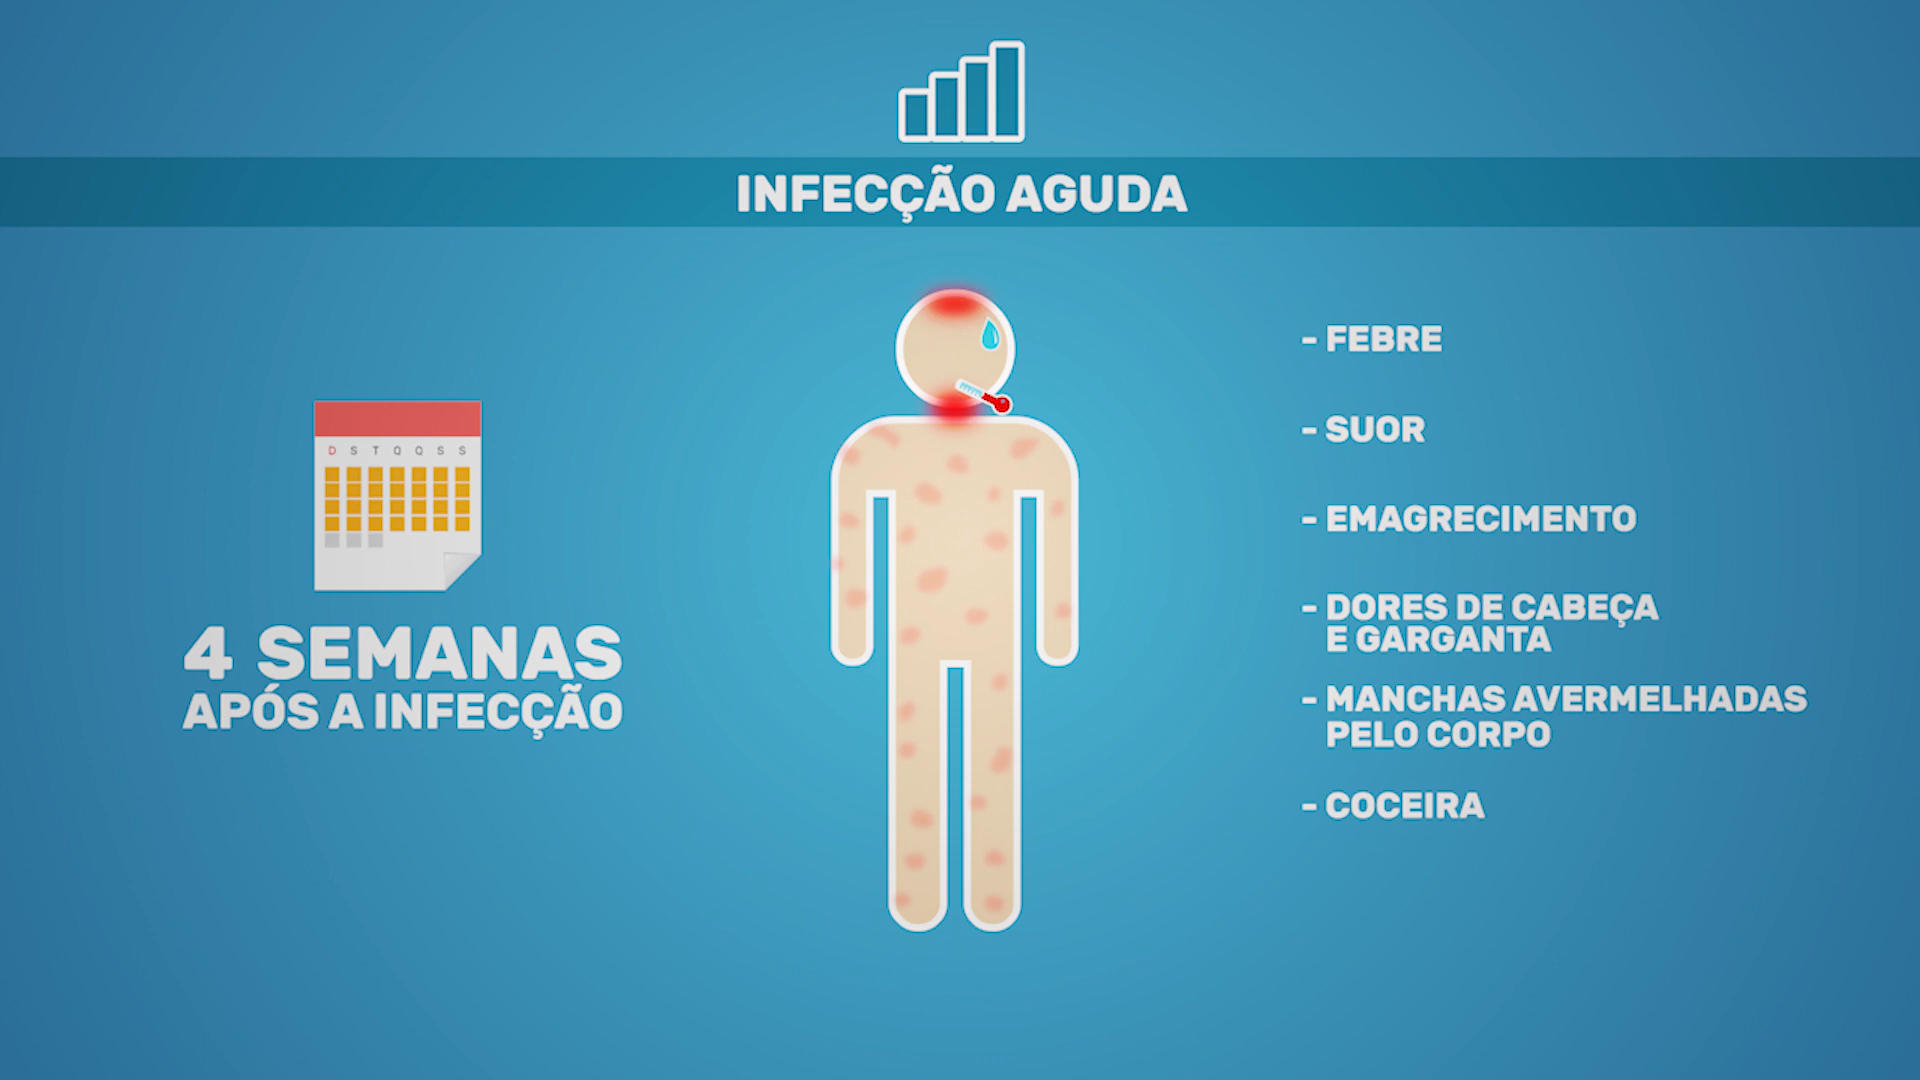 INFECÇÃO AGUDA
D S T Q Q S S
4 SEMANAS
APÓS A INFECÇÃO
- FEBRE
- SUOR
- EMAGRECIMENTO
- DORES DE CABEÇA
E GARGANTA
- MANCHAS AVERMELHADAS
PELO CORPO
- COCEIRA